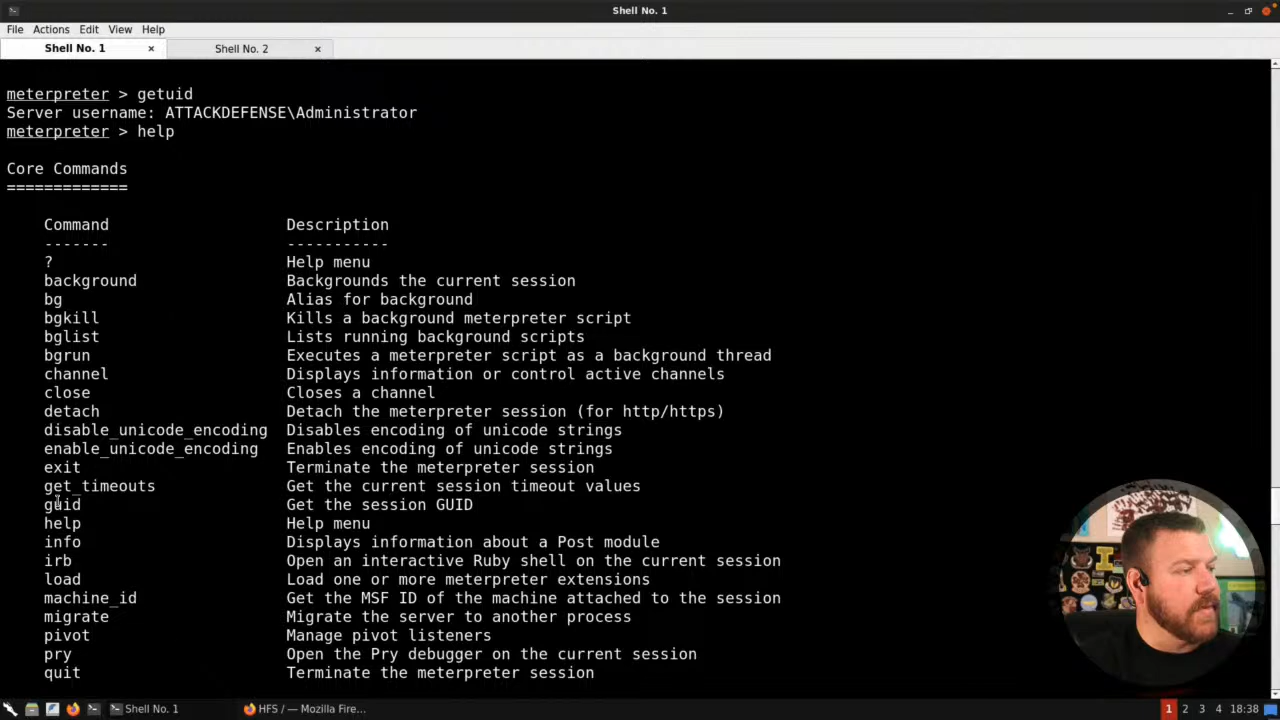 Shell No. 1
File Actions Edit View Help
Shell No. 1 × Shell No. 2 ×
meterpreter > getuid
Server username: ATTACKDEFENSE\Administrator
meterpreter > help
Core Commands
=============
Command Description
------- -----------
? Help menu
background Backgrounds the current session
bg Alias for background
bgkill Kills a background meterpreter script
bglist Lists running background scripts
bgrun Executes a meterpreter script as a background thread
channel Displays information or control active channels
close Closes a channel
detach Detach the meterpreter session (for http/https)
disable_unicode_encoding Disables encoding of unicode strings
enable_unicode_encoding Enables encoding of unicode strings
exit Terminate the meterpreter session
get_timeouts Get the current session timeout values
guid Get the session GUID
help Help menu
info Displays information about a Post module
irb Open an interactive Ruby shell on the current session
load Load one or more meterpreter extensions
machine_id Get the MSF ID of the machine attached to the session
migrate Migrate the server to another process
pivot Manage pivot listeners
pry Open the Pry debugger on the current session
quit Terminate the meterpreter session
Shell No. 1 HFS / — Mozilla Fire... 1 2 3 4 18:38